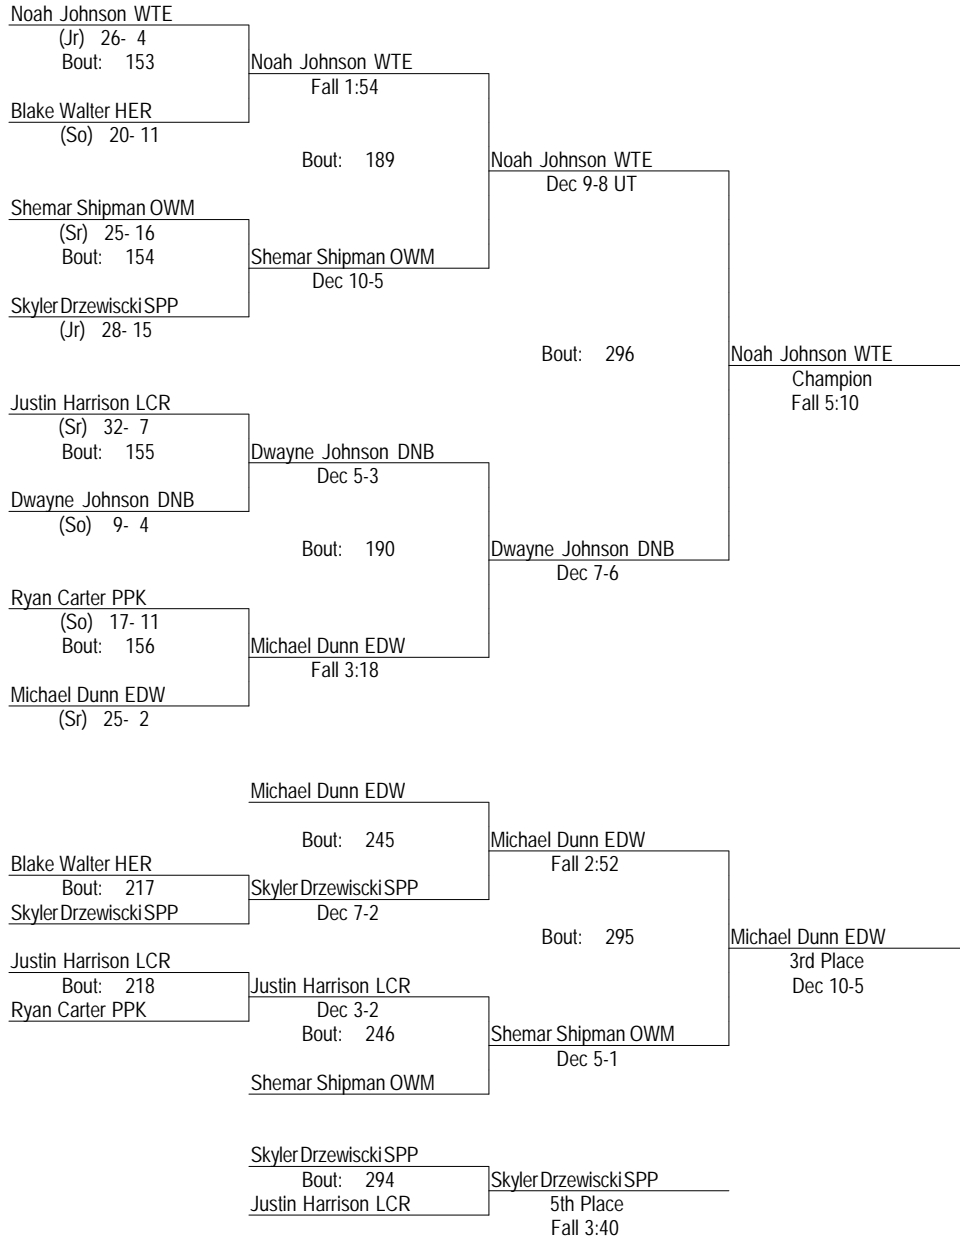 Noah Johnson WTE
(Jr) 26- 4
Bout: 153
Noah Johnson WTE
Fall 1:54
Blake Walter HER
(So) 20- 11
Bout: 189
Noah Johnson WTE
Dec 9-8 UT
Shemar Shipman OWM
(Sr) 25- 16
Bout: 154
Shemar Shipman OWM
Dec 10-5
Skyler Drzewiscki SPP
(Jr) 28- 15
Bout: 296
Noah Johnson WTE
Champion
Fall 5:10
Justin Harrison LCR
(Sr) 32- 7
Bout: 155
Dwayne Johnson DNB
Dec 5-3
Dwayne Johnson DNB
(So) 9- 4
Bout: 190
Dwayne Johnson DNB
Dec 7-6
Ryan Carter PPK
(So) 17- 11
Bout: 156
Michael Dunn EDW
Fall 3:18
Michael Dunn EDW
(Sr) 25- 2
Michael Dunn EDW
Bout: 245
Michael Dunn EDW
Fall 2:52
Blake Walter HER
Bout: 217
Skyler Drzewiscki SPP
Skyler Drzewiscki SPP
Dec 7-2
Bout: 295
Michael Dunn EDW
3rd Place
Dec 10-5
Justin Harrison LCR
Bout: 218
Ryan Carter PPK
Justin Harrison LCR
Dec 3-2
Bout: 246
Shemar Shipman OWM
Dec 5-1
Shemar Shipman OWM
Skyler Drzewiscki SPP
Bout: 294
Justin Harrison LCR
Skyler Drzewiscki SPP
5th Place
Fall 3:40